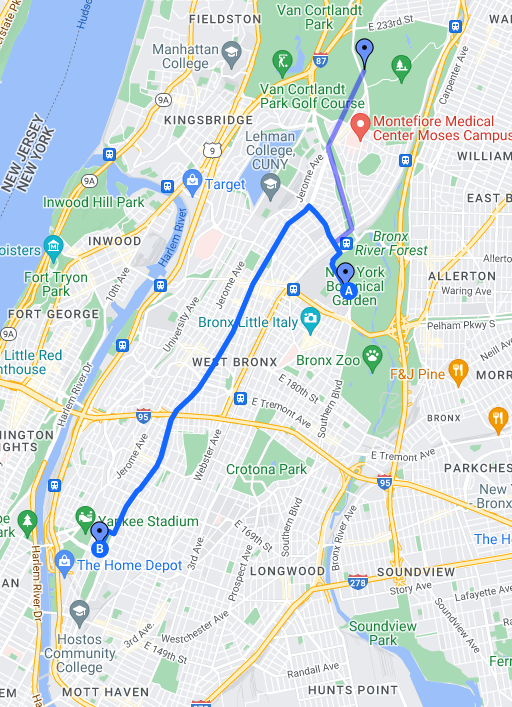 Van Cortlandt
Park
E 233rd St
FIELDSTON
Manhattan
College
87
Van Cortlandt
Park Golf Course
Carpenter Ave
Montefiore Medical
Center Moses Campus
9A
KINGSBRIDGE
NEW JERSEY
NEW YORK
9
Lehman
College,
CUNY
Jerome Ave
WILLIAM
Target
9A
Inwood Hill Park
EAST B
INWOOD
Harlem River
Bronx
River Forest
Fort Tryon
Park
10th Ave
Jerome Ave
New York
Botanical
Garden
A
ALLERTON
Allerto
Waring Ave
FORT GEORGE
University Ave
Bronx Little Italy
Pelham Pkwy S
Little Red
Harlem River Dr
WEST BRONX
Bronx Zoo
Neill Ave
F&J Pine
MORR
E 180th St
Southern Blvd
95
E Tremont Ave
BRONX
Jerome Ave
Webster Ave
E Tremont Ave
Crotona Park
PARKCHES
95
Yankee Stadium
B
E 169th St
Southern Blvd
Bronx River Ave
New
Bronx
The Home Depot
3rd Ave
Prospect Ave
LONGWOOD
278
SOUNDVIEW
Harlem River Dr
Story Ave
Lafayette Ave
Hostos
Community
College
3rd Ave
Westchester Ave
E 149th St
Soundview Ave
Soundview
Park
Randall Ave
MOTT HAVEN
HUNTS POINT